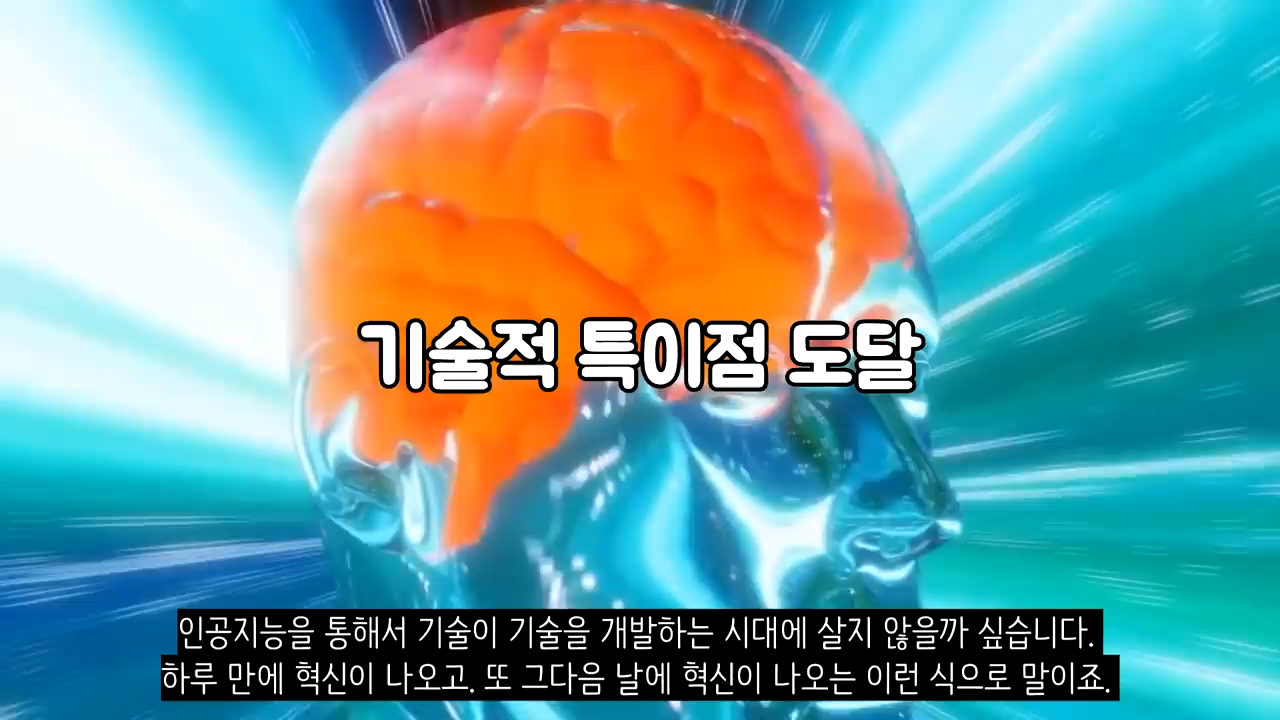 기술적 특이점 도달
인공지능을 통해서 기술이 기술을 개발하는 시대에 살지 않을까 싶습니다.
하루 만에 혁신이 나오고. 또 그다음 날에 혁신이 나오는 이런 식으로 말이죠.